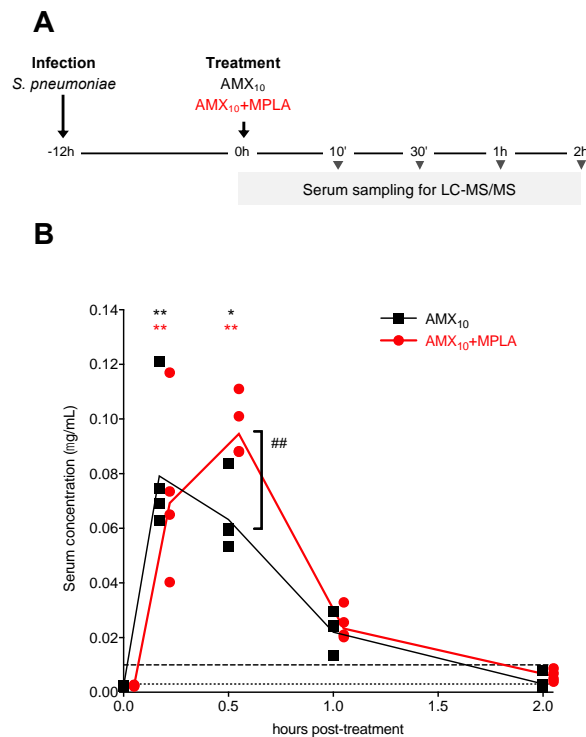 A
Infection
S. pneumoniae
Treatment
AMX10
AMX10+MPLA
-12h 0h 10' 30' 1h 2h
Serum sampling for LC-MS/MS
B
** *
** **
AMX10
AMX10+MPLA
##
0.14
0.12
0.10
0.08
0.06
0.04
0.02
0.00
Serum concentration (mg/mL)
0.0 0.5 1.0 1.5 2.0
hours post-treatment